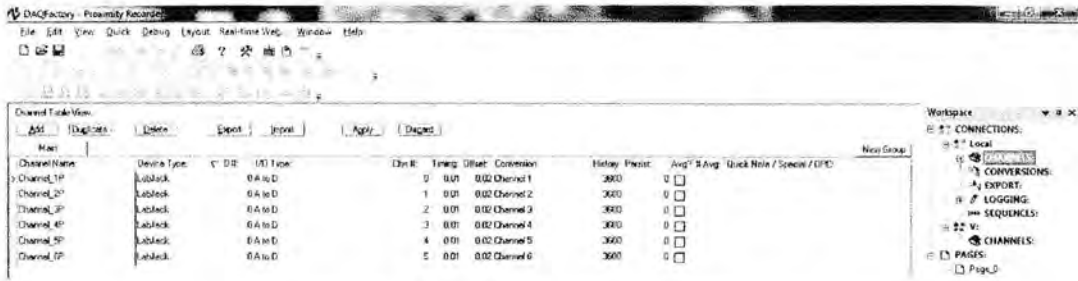 DAQFactory - Proximity Recorder
File Edit View Quick Debug Layout Real-time Web Window Help
Channel Table View
Add Duplicate Delete Export Import Apply Discard
Main New Group
Channel Name: Device Type: D#: I/O Type: Chn #: Timing: Offset: Conversion History: Persist: Avg? # Avg: Quick Note / Special / OPC:
Channel_1P LabJack 0 A to D 0 0.01 0.02 Channel 1 3600 0
Channel_2P LabJack 0 A to D 1 0.01 0.02 Channel 2 3600 0
Channel_3P LabJack 0 A to D 2 0.01 0.02 Channel 3 3600 0
Channel_4P LabJack 0 A to D 3 0.01 0.02 Channel 4 3600 0
Channel_5P LabJack 0 A to D 4 0.01 0.02 Channel 5 3600 0
Channel_6P LabJack 0 A to D 5 0.01 0.02 Channel 6 3600 0
Workspace
CONNECTIONS:
Local
CHANNELS:
CONVERSIONS:
EXPORT:
LOGGING:
SEQUENCES:
V:
CHANNELS:
PAGES:
Page_0